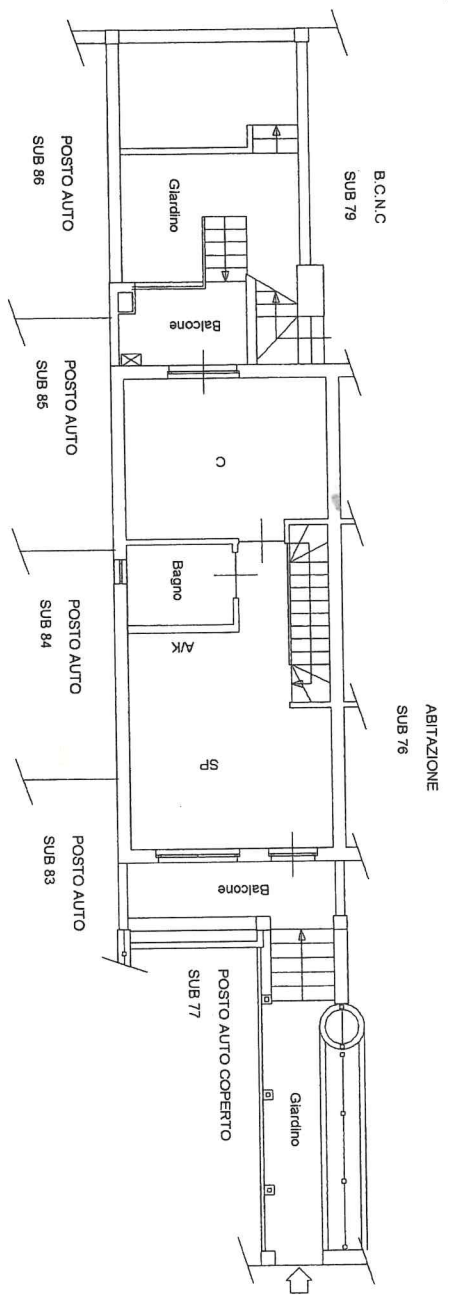 B.C.N.C
SUB 79
ABITAZIONE
SUB 76
Giardino
Balcone
C
Bagno
A/K
SP
Balcone
Giardino
POSTO AUTO
SUB 86
POSTO AUTO
SUB 85
POSTO AUTO
SUB 84
POSTO AUTO
SUB 83
POSTO AUTO COPERTO
SUB 77